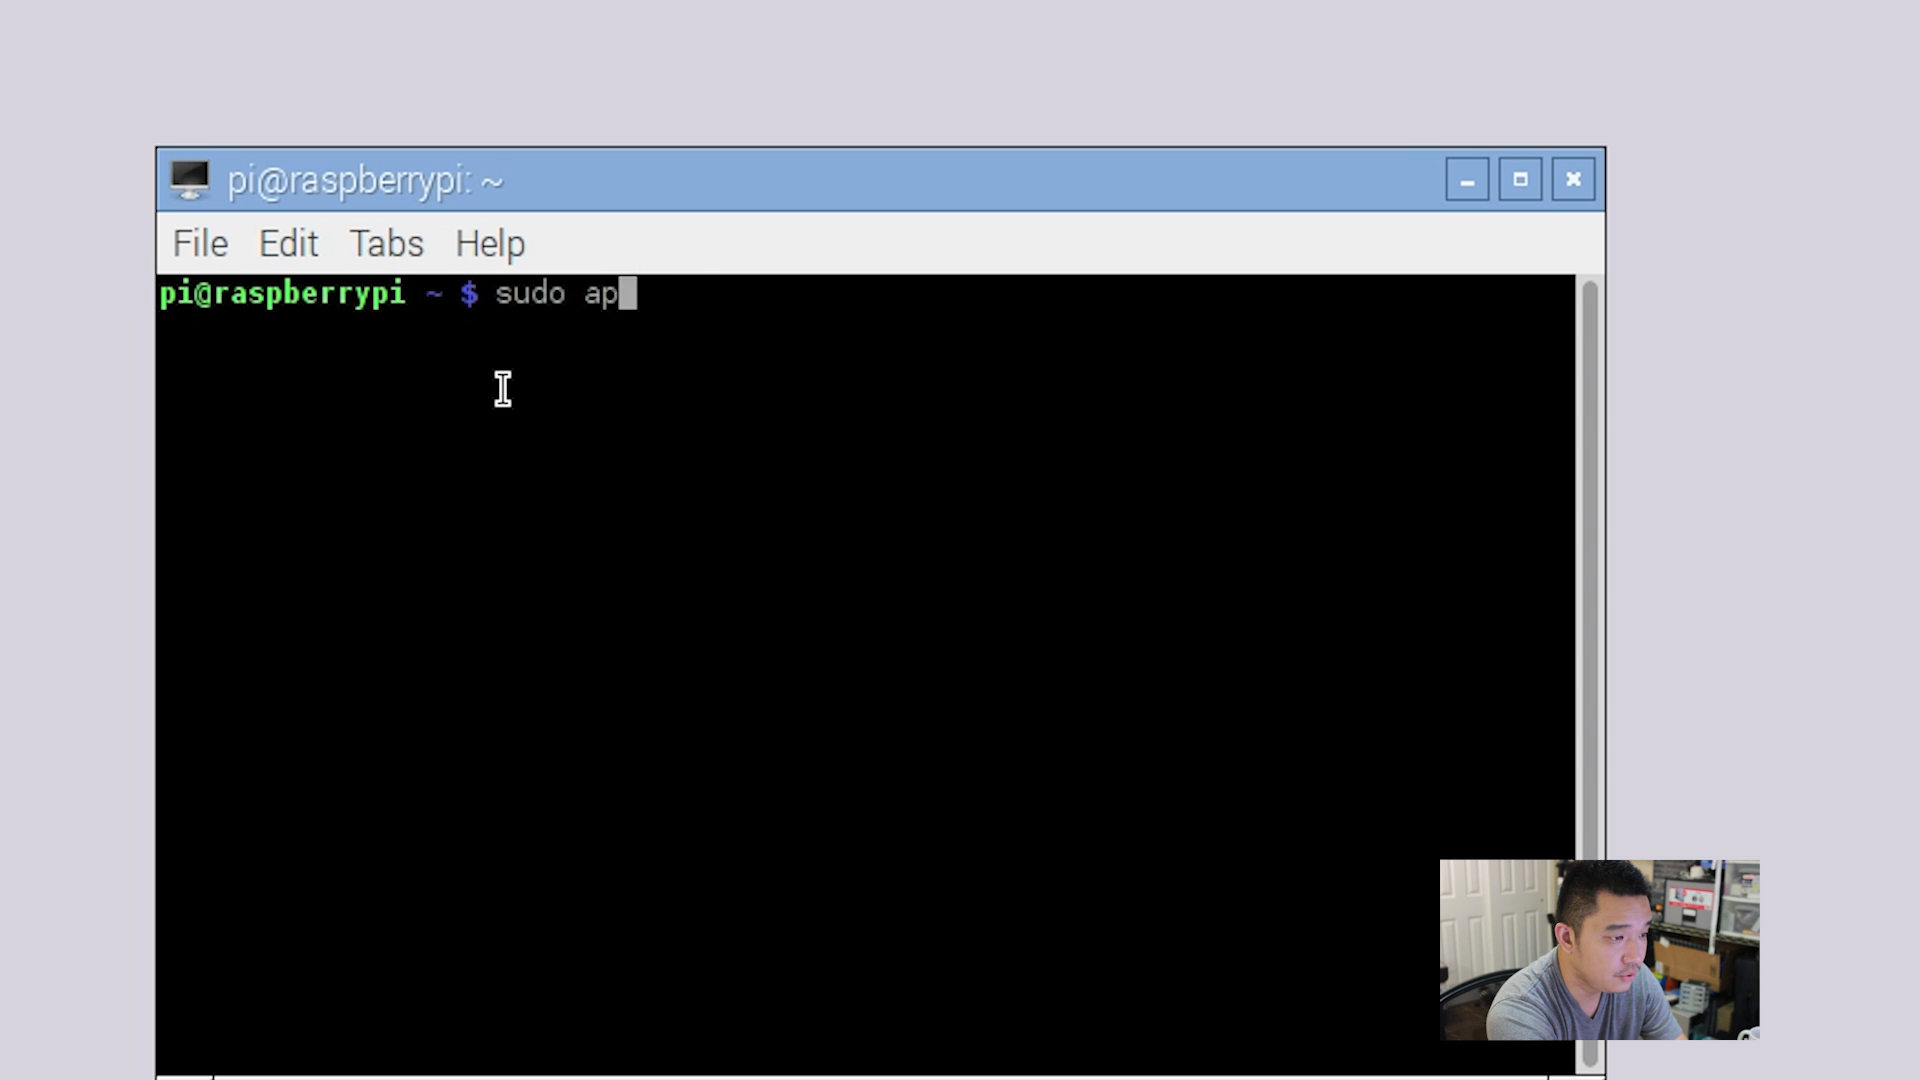 pi@raspberrypi: ~
File Edit Tabs Help
pi@raspberrypi ~ $ sudo ap